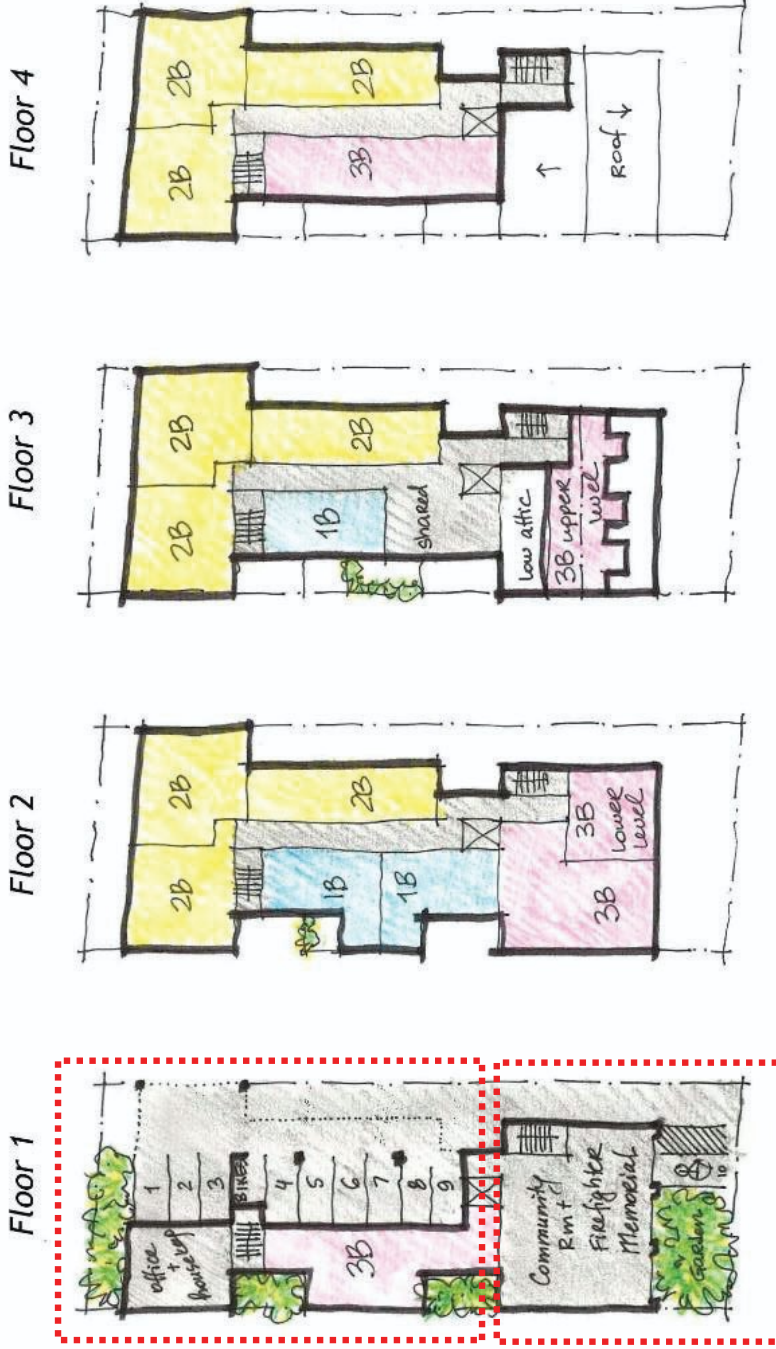 Floor 1
office
+
1
2
3
BIKES
4
5
6
7
8
9
3B
Community
Rm +
Firefighter
Memorial
Garden
10
Floor 2
2B
2B
2B
1B
1B
3B
3B
Lower
Level
Floor 3
2B
2B
2B
1B
shared
low attic
3B upper
level
Floor 4
2B
2B
2B
3B
Roof